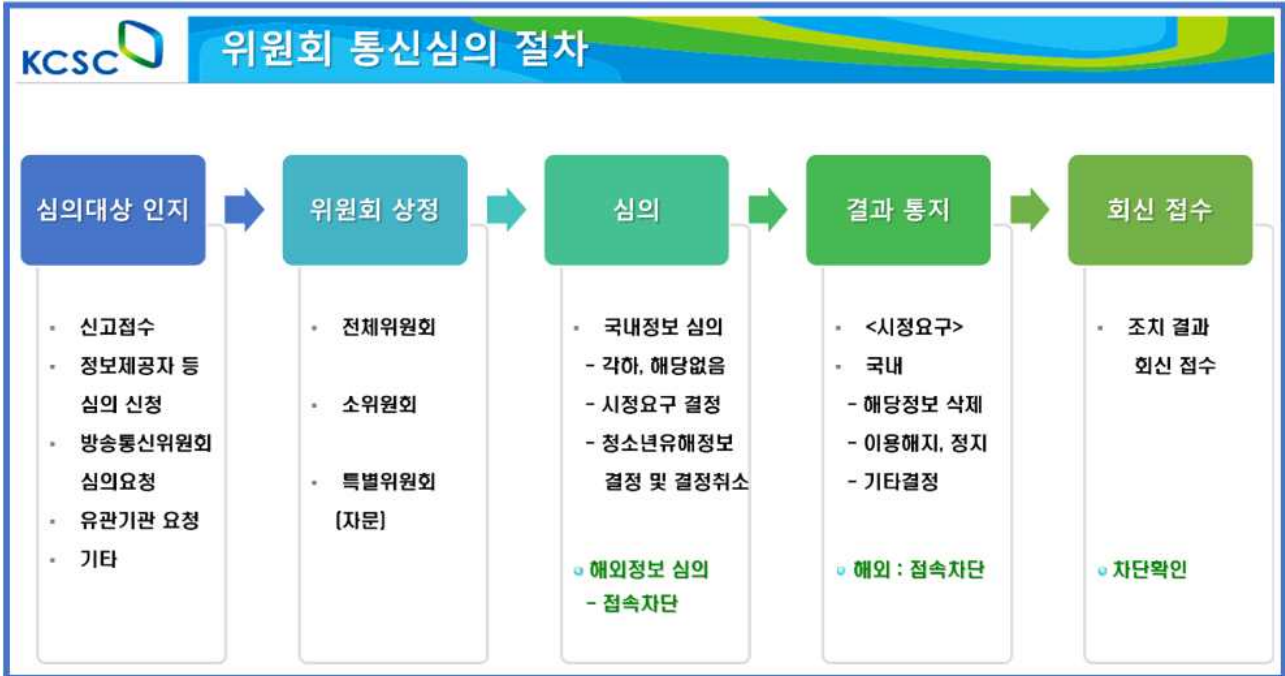 KCSC
위원회 통신심의 절차
심의대상 인지
• 신고접수
• 정보제공자 등
심의 신청
• 방송통신위원회
심의요청
• 유관기관 요청
• 기타
위원회 상정
• 전체위원회
• 소위원회
• 특별위원회
(자문)
심의
• 국내정보 심의
- 각하, 해당없음
- 시정요구 결정
- 청소년유해정보
결정 및 결정취소
해외정보 심의
- 접속차단
결과 통지
• <시정요구>
• 국내
- 해당정보 삭제
- 이용해지, 정지
- 기타결정
해외 : 접속차단
회신 접수
• 조치 결과
회신 접수
차단확인